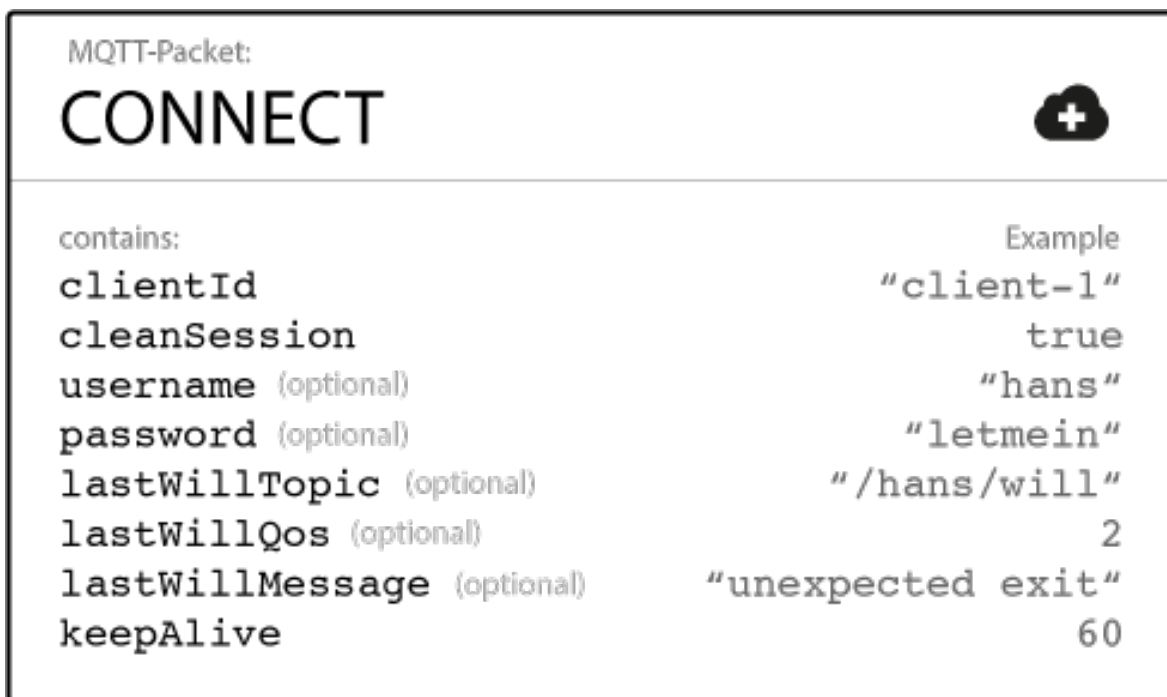 MQTT-Packet:
CONNECT
contains: Example
clientId “client-1“
cleanSession true
username (optional) “hans“
password (optional) “letmein“
lastWillTopic (optional) “/hans/will“
lastWillQos (optional) 2
lastWillMessage (optional) “unexpected exit“
keepAlive 60